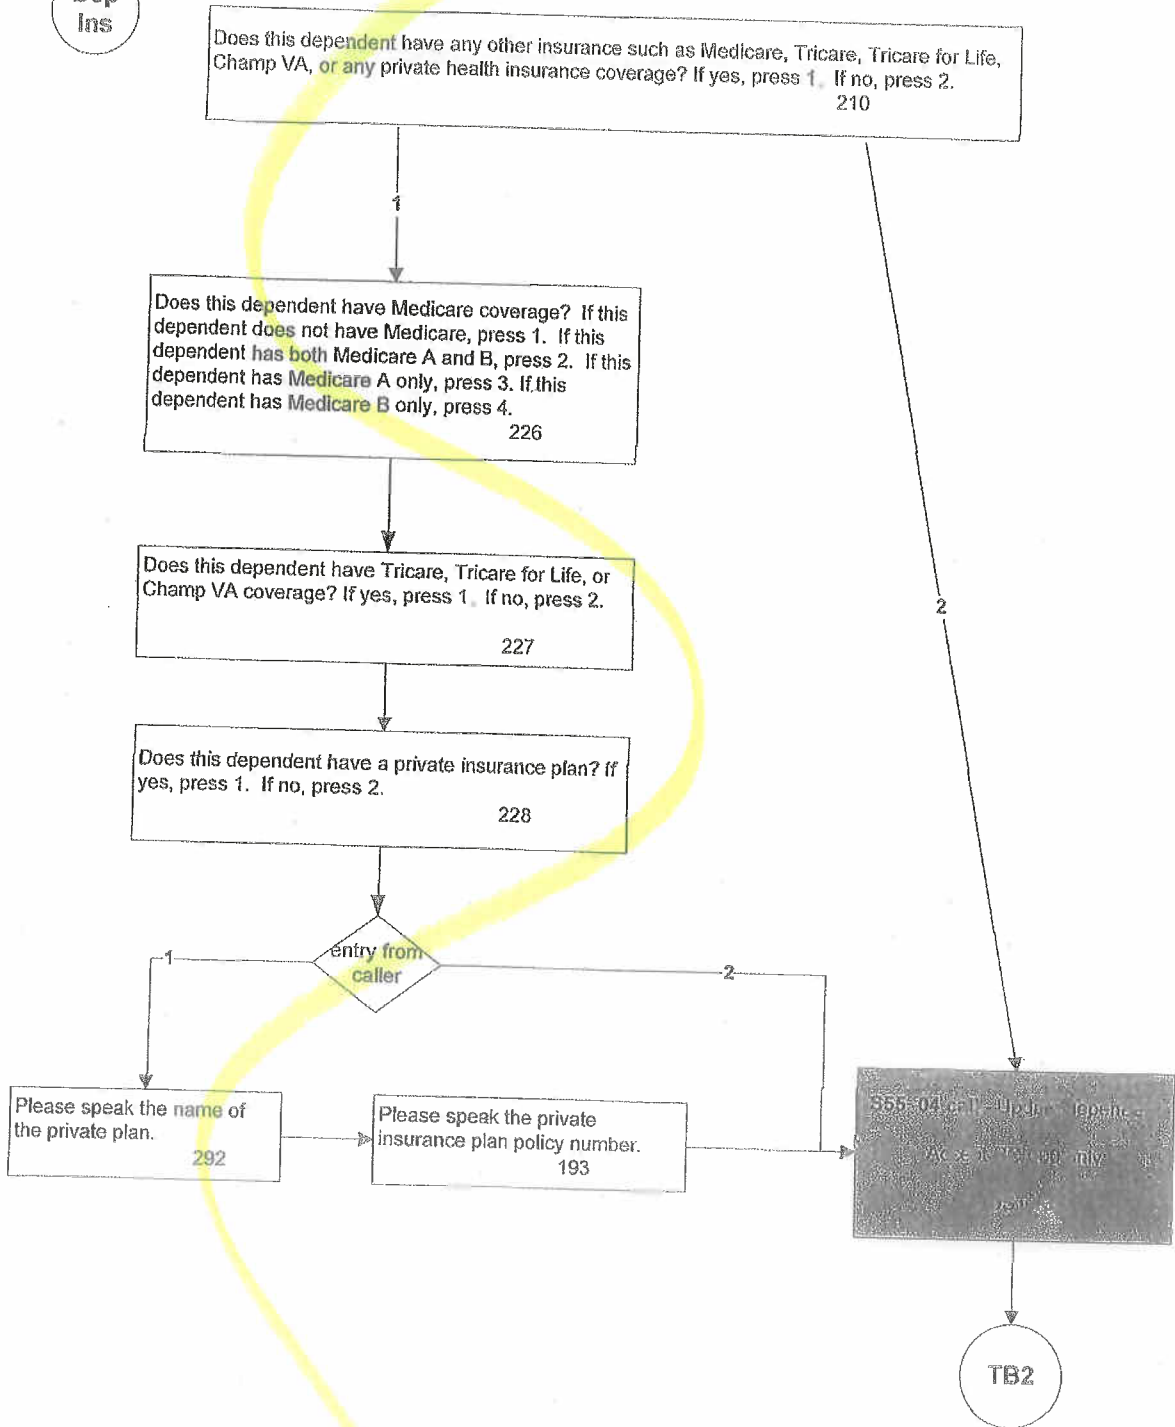 Ins
Does this dependent have any other insurance such as Medicare, Tricare, Tricare for Life,
Champ VA, or any private health insurance coverage? If yes, press 1. If no, press 2.
210
1
Does this dependent have Medicare coverage? If this
dependent does not have Medicare, press 1. If this
dependent has both Medicare A and B, press 2. If this
dependent has Medicare A only, press 3. If this
dependent has Medicare B only, press 4.
226
Does this dependent have Tricare, Tricare for Life, or
Champ VA coverage? If yes, press 1. If no, press 2.
227
2
Does this dependent have a private insurance plan? If
yes, press 1. If no, press 2.
228
entry from
caller
1
2
Please speak the name of
the private plan.
292
Please speak the private
insurance plan policy number.
193
TB2